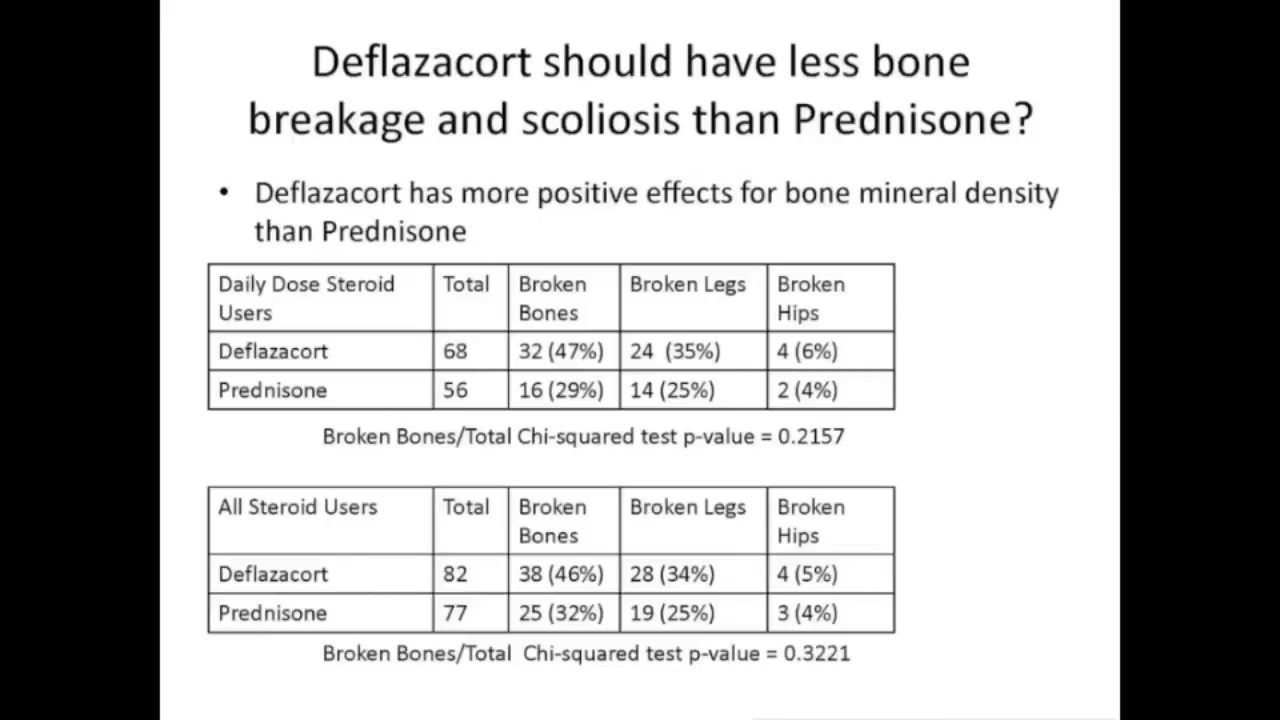 Deflazacort should have less bone
breakage and scoliosis than Prednisone?
• Deflazacort has more positive effects for bone mineral density
than Prednisone
Daily Dose Steroid Users Total Broken Bones Broken Legs Broken Hips
Deflazacort 68 32 (47%) 24 (35%) 4 (6%)
Prednisone 56 16 (29%) 14 (25%) 2 (4%)
Broken Bones/Total Chi-squared test p-value = 0.2157
All Steroid Users Total Broken Bones Broken Legs Broken Hips
Deflazacort 82 38 (46%) 28 (34%) 4 (5%)
Prednisone 77 25 (32%) 19 (25%) 3 (4%)
Broken Bones/Total Chi-squared test p-value = 0.3221